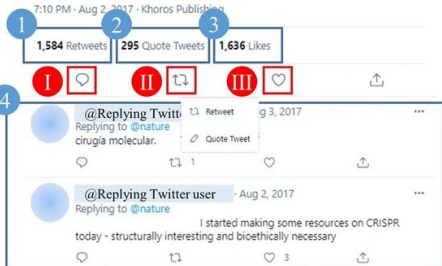 7:10 PM · Aug 2, 2017 · Khoros Publishing
1 2 3
1,584 Retweets 295 Quote Tweets 1,636 Likes
I II III
4
@Replying Twitter g 3, 2017
Retweet
Replying to @nature
cirugía molecular.
Quote Tweet
1
@Replying Twitter user · Aug 2, 2017
Replying to @nature
I started making some resources on CRISPR
today - structurally interesting and bioethically necessary
3